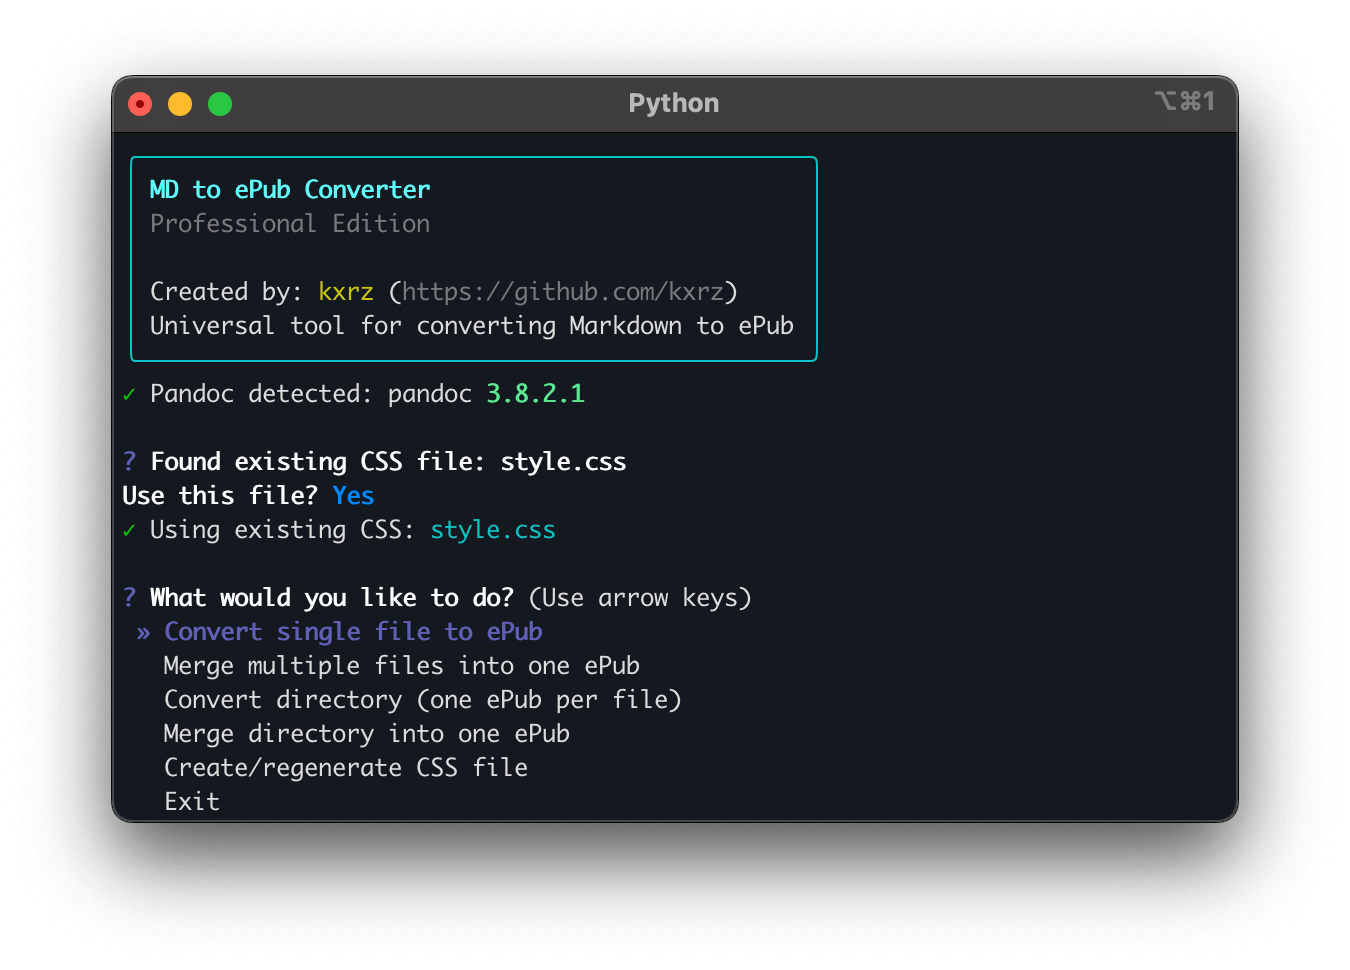 Python
⌥⌘1
MD to ePub Converter
Professional Edition
Created by: kxrz (https://github.com/kxrz)
Universal tool for converting Markdown to ePub
✓ Pandoc detected: pandoc 3.8.2.1
? Found existing CSS file: style.css
Use this file? Yes
✓ Using existing CSS: style.css
? What would you like to do? (Use arrow keys)
» Convert single file to ePub
Merge multiple files into one ePub
Convert directory (one ePub per file)
Merge directory into one ePub
Create/regenerate CSS file
Exit